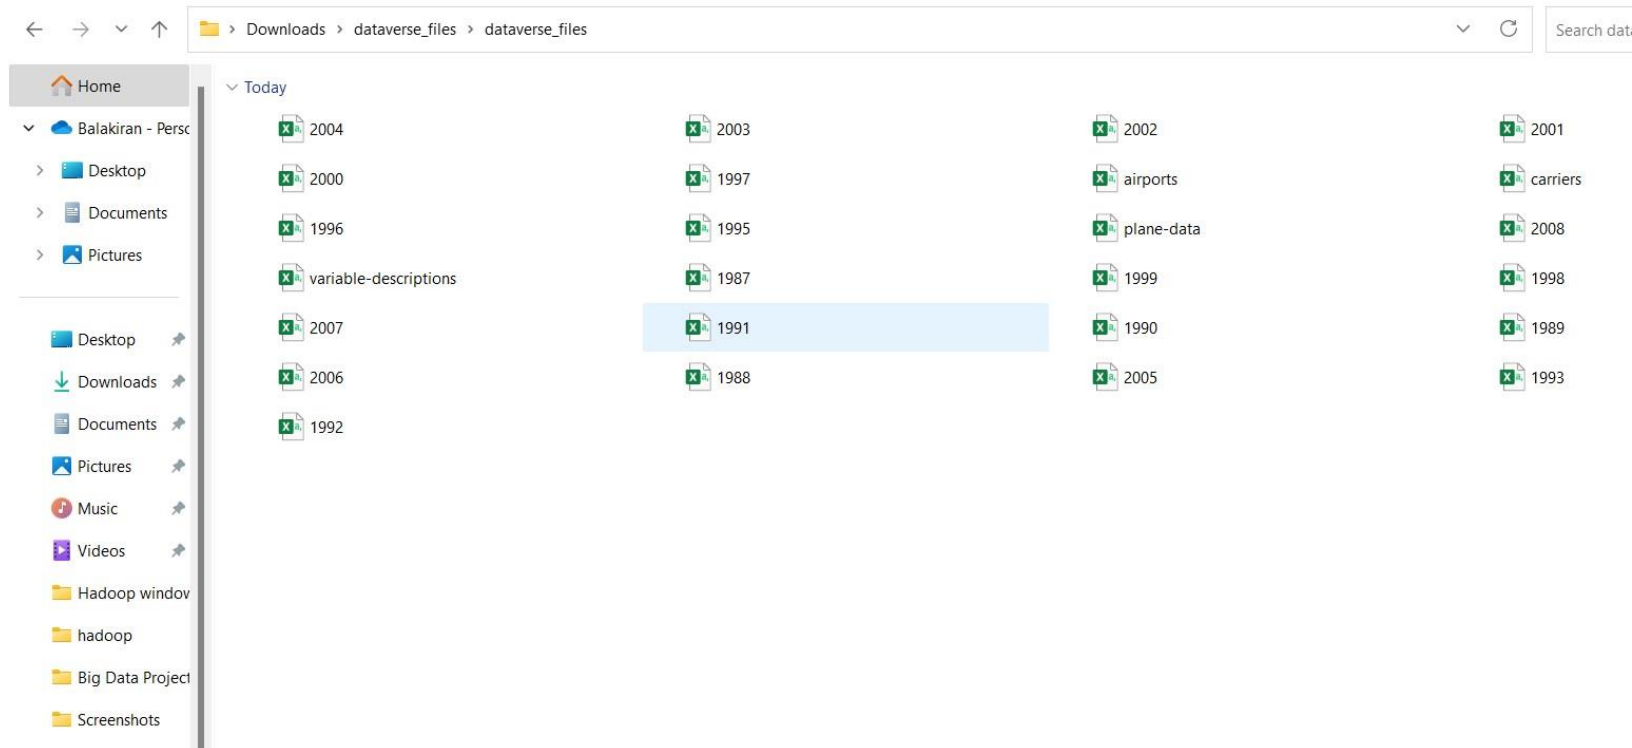 Downloads > dataverse_files > dataverse_files
Search data
Home
Balakiran - Perso
Desktop
Documents
Pictures
Desktop
Downloads
Documents
Pictures
Music
Videos
Hadoop window
hadoop
Big Data Project
Screenshots
Today
2004 2003 2002 2001
2000 1997 airports carriers
1996 1995 plane-data 2008
variable-descriptions 1987 1999 1998
2007 1991 1990 1989
2006 1988 2005 1993
1992